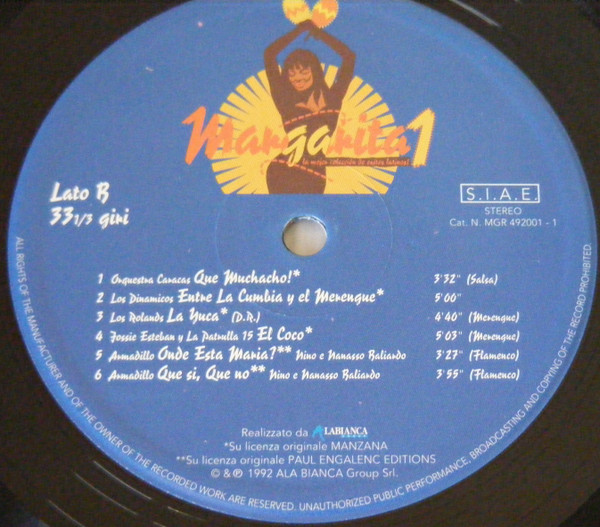 Margarita 1
la mejor colección de exitos latinos!
Lato B
33 1/3 giri
S.I.A.E.
STEREO
Cat. N. MGR 492001 - 1
1 Orquestra Caracas Que Muchacho!* 3'32" (Salsa)
2 Los Dinamicos Entre La Cumbia y el Merengue* 5'06"
3 Los Rolands La Yuca* (D.R.) 4'40" (Merengue)
4 Jossie Esteban y La Patrulla 15 El Coco* 5'03" (Merengue)
5 Armadillo Onde Esta Maria?** Nino e Nanasso Baliardo 3'27" (Flamenco)
6 Armadillo Que si, Que no** Nino e Nanasso Baliardo 3'55" (Flamenco)
Realizzato da ALABIANCA
*Su licenza originale MANZANA
**Su licenza originale PAUL ENGALENC EDITIONS
© & ℗ 1992 ALA BIANCA Group Srl.
ALL RIGHTS OF THE MANUFACTURER AND OF THE OWNER OF THE RECORDED WORK ARE RESERVED. UNAUTHORIZED PUBLIC PERFORMANCE, BROADCASTING AND COPYING OF THE RECORD PROHIBITED.